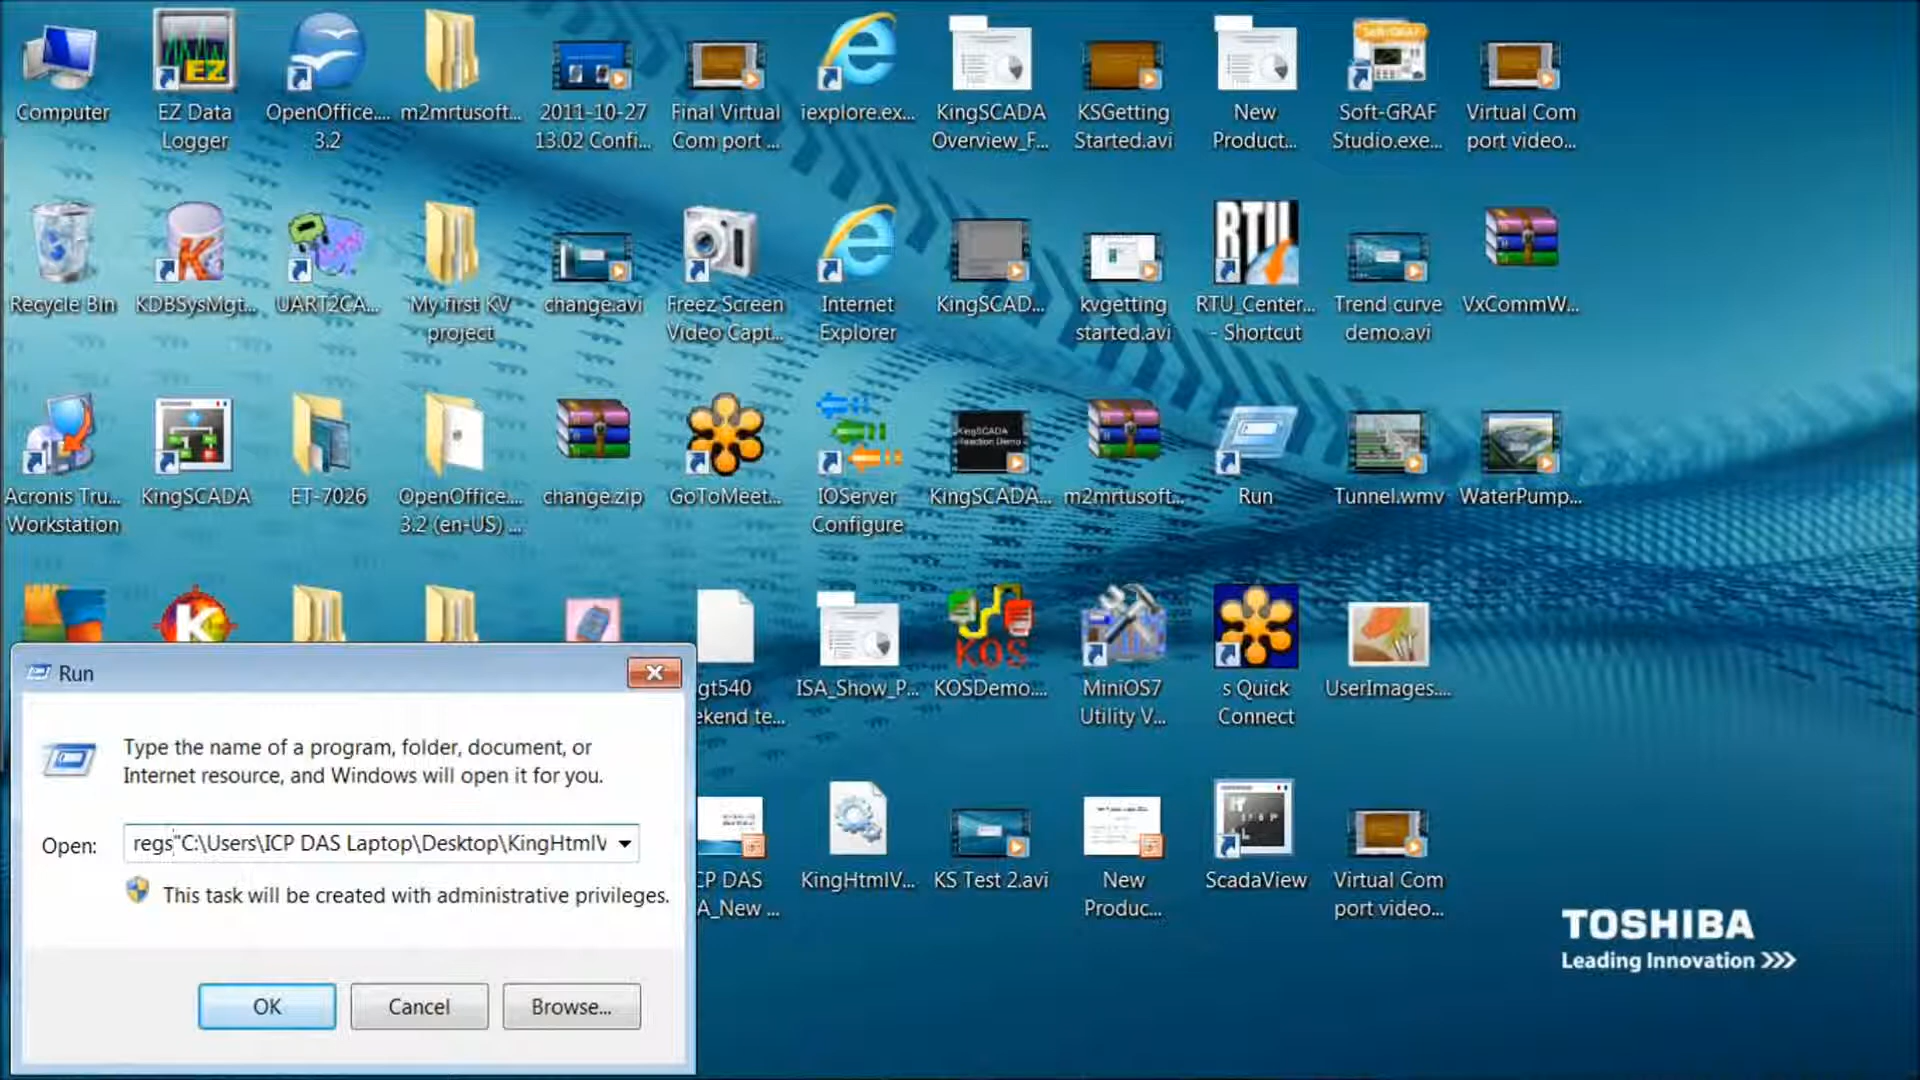 Computer
EZ Data
Logger
OpenOffice....
3.2
m2mrtusoft...
2011-10-27
13.02 Confi...
Final Virtual
Com port ...
iexplore.ex...
KingSCADA
Overview_F...
KSGetting
Started.avi
New
Product...
Soft-GRAF
Studio.exe...
Virtual Com
port video...
Recycle Bin
KDBSysMgt...
UART2CA...
My first KV
project
change.avi
Freez Screen
Video Capt...
Internet
Explorer
KingSCAD...
kvgetting
started.avi
RTU
RTU_Center...
- Shortcut
Trend curve
demo.avi
VxCommW...
Acronis Tru...
Workstation
KingSCADA
ET-7026
OpenOffice....
3.2 (en-US) ...
change.zip
GoToMeet...
IOServer
Configure
KingSCADA...
m2mrtusoft...
Run
Tunnel.wmv
WaterPump...
gt540
ekend te...
ISA_Show_P...
KOS
KOSDemo....
MiniOS7
Utility V...
s Quick
Connect
UserImages....
CP DAS
A_New ...
KingHtmlV...
KS Test 2.avi
New
Produc...
ScadaView
Virtual Com
port video...
Run
Type the name of a program, folder, document, or
Internet resource, and Windows will open it for you.
Open:
regs"C:\Users\ICP DAS Laptop\Desktop\KingHtmlV
This task will be created with administrative privileges.
OK
Cancel
Browse...
TOSHIBA
Leading Innovation >>>